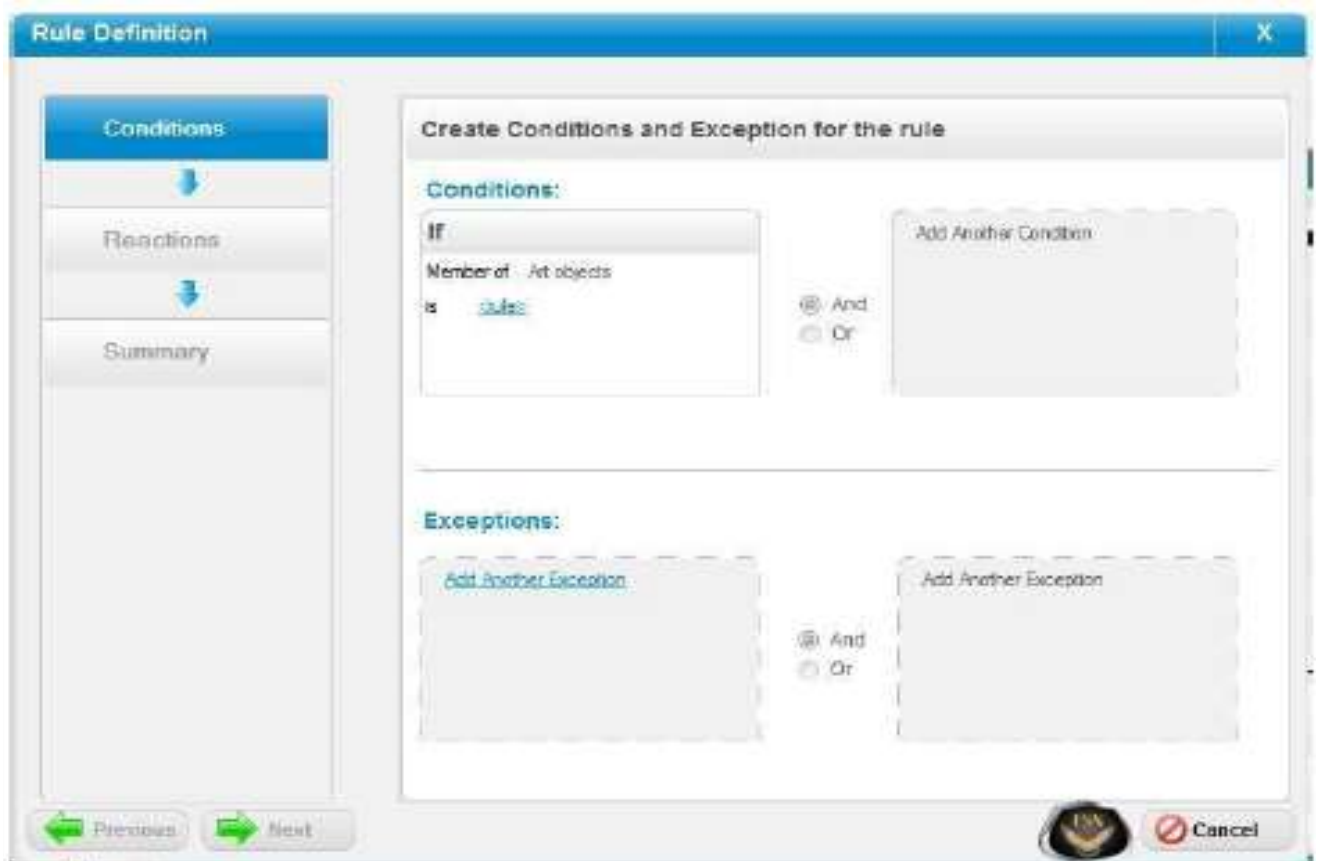 Rule Definition
X
Conditions
Reactions
Summary
Create Conditions and Exception for the rule
Conditions:
If
Member of Art objects
is
Add Another Condition
And
Or
Exceptions:
Add Another Exception
And
Or
Add Another Exception
Previous
Next
Cancel